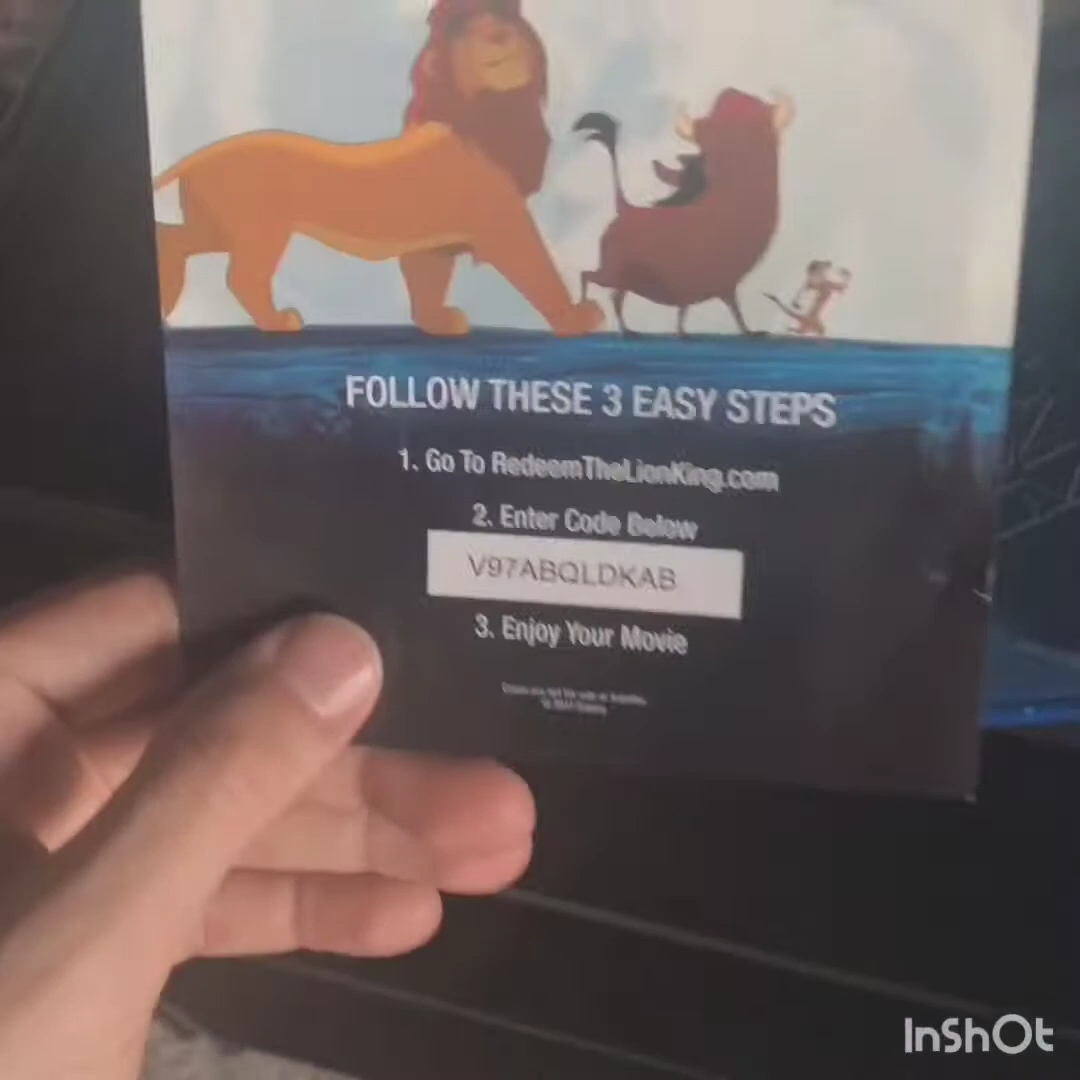 FOLLOW THESE 3 EASY STEPS
1. Go To RedeemTheLionKing.com
2. Enter Code Below
V97ABQLDKAB
3. Enjoy Your Movie
InShOt